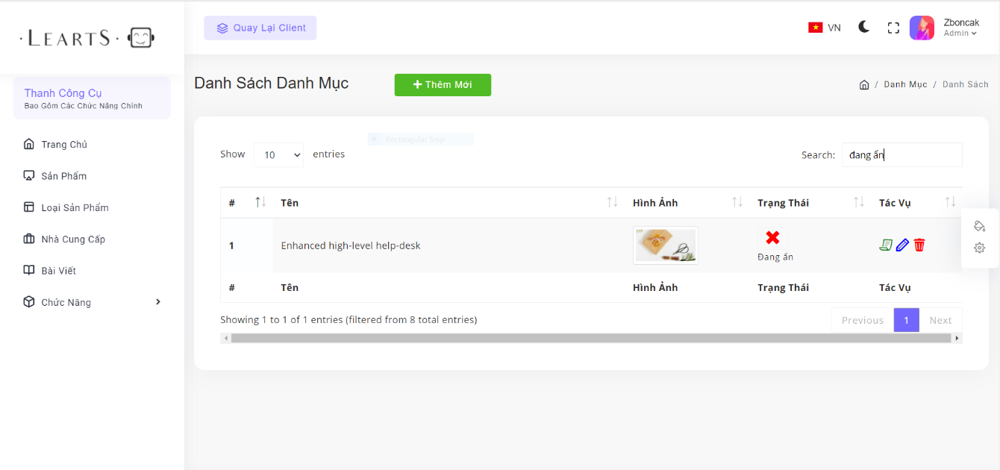 ·LEARTS·
Quay Lại Client
VN
Zboncak
Admin
Thanh Công Cụ
Bao Gồm Các Chức Năng Chính
Trang Chủ
Sản Phẩm
Loại Sản Phẩm
Nhà Cung Cấp
Bài Viết
Chức Năng
Danh Sách Danh Mục
+ Thêm Mới
/ Danh Mục / Danh Sách
Rectangular Snip
Show 10 entries
Search: đang ẩn
# Tên Hình Ảnh Trạng Thái Tác Vụ
1 Enhanced high-level help-desk
Đang ẩn
# Tên Hình Ảnh Trạng Thái Tác Vụ
Showing 1 to 1 of 1 entries (filtered from 8 total entries)
Previous 1 Next